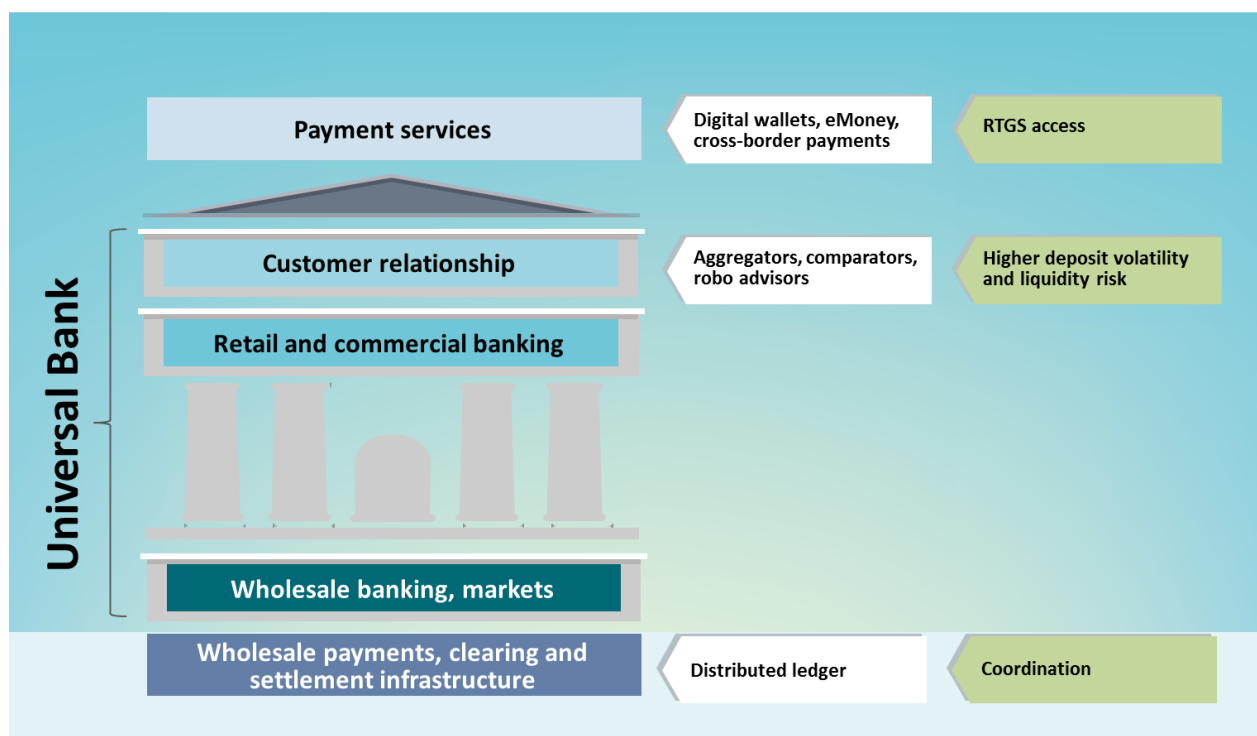 Payment services
Digital wallets, eMoney,
cross-border payments
RTGS access
Universal Bank
Customer relationship
Aggregators, comparators,
robo advisors
Higher deposit volatility
and liquidity risk
Retail and commercial banking
Wholesale banking, markets
Wholesale payments, clearing and
settlement infrastructure
Distributed ledger
Coordination